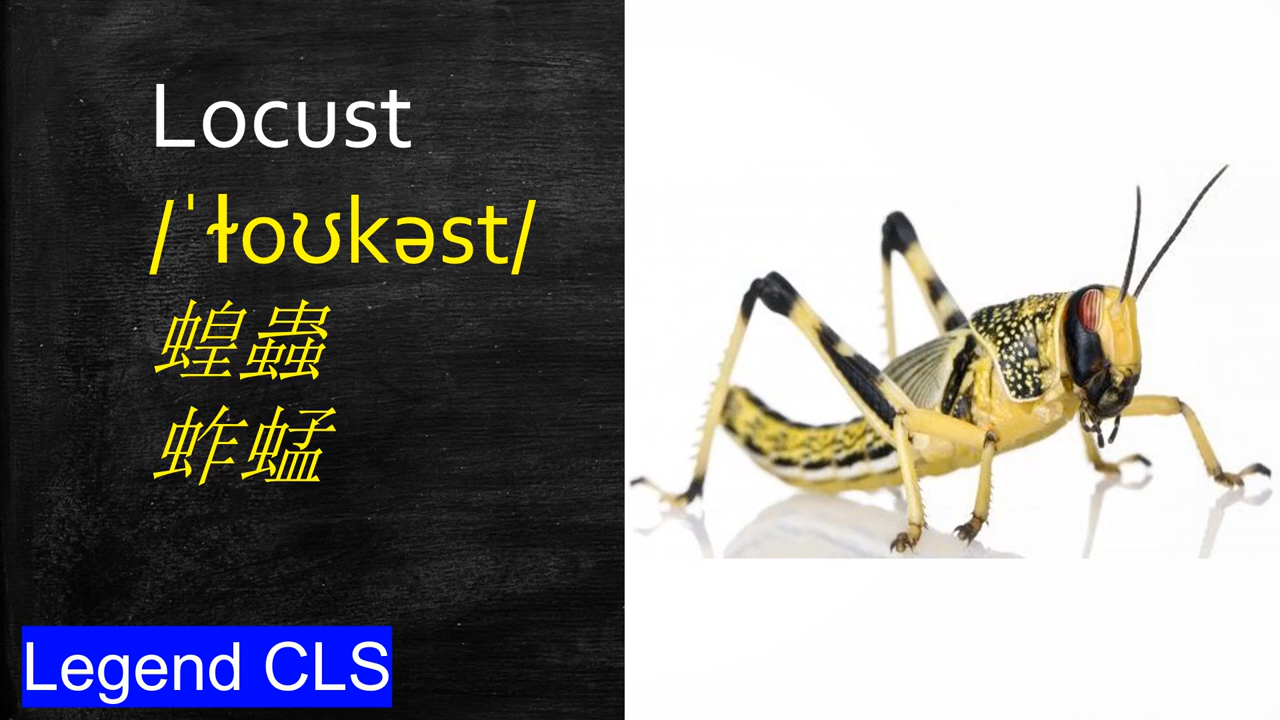 Locust
/ˈɫoʊkəst/
蝗蟲
蚱蜢
Legend CLS